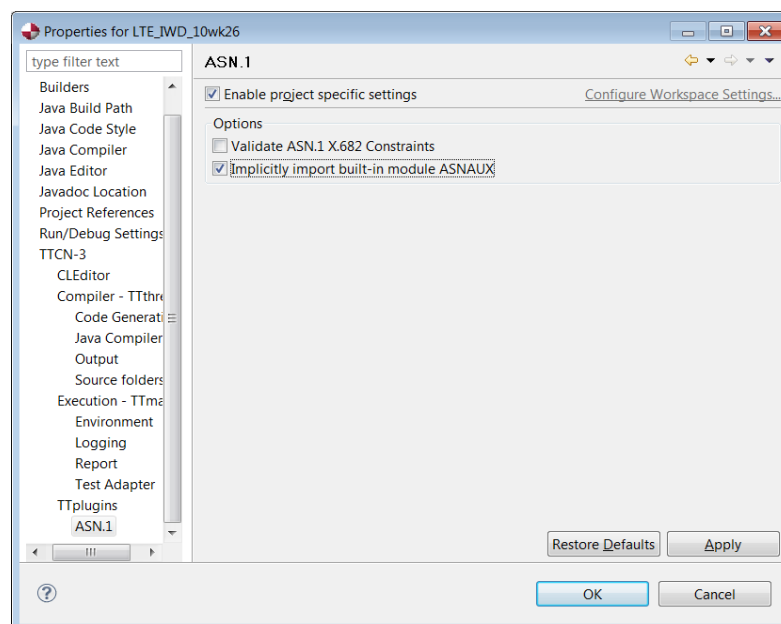 Properties for LTE_IWD_10wk26
type filter text
Builders
Java Build Path
Java Code Style
Java Compiler
Java Editor
Javadoc Location
Project References
Run/Debug Settings
TTCN-3
CLEditor
Compiler - TTthre
Code Generati
Java Compiler
Output
Source folders
Execution - TTma
Environment
Logging
Report
Test Adapter
TTplugins
ASN.1
ASN.1
Enable project specific settings
Configure Workspace Settings...
Options
Validate ASN.1 X.682 Constraints
Implicitly import built-in module ASNAUX
Restore Defaults
Apply
?
OK
Cancel